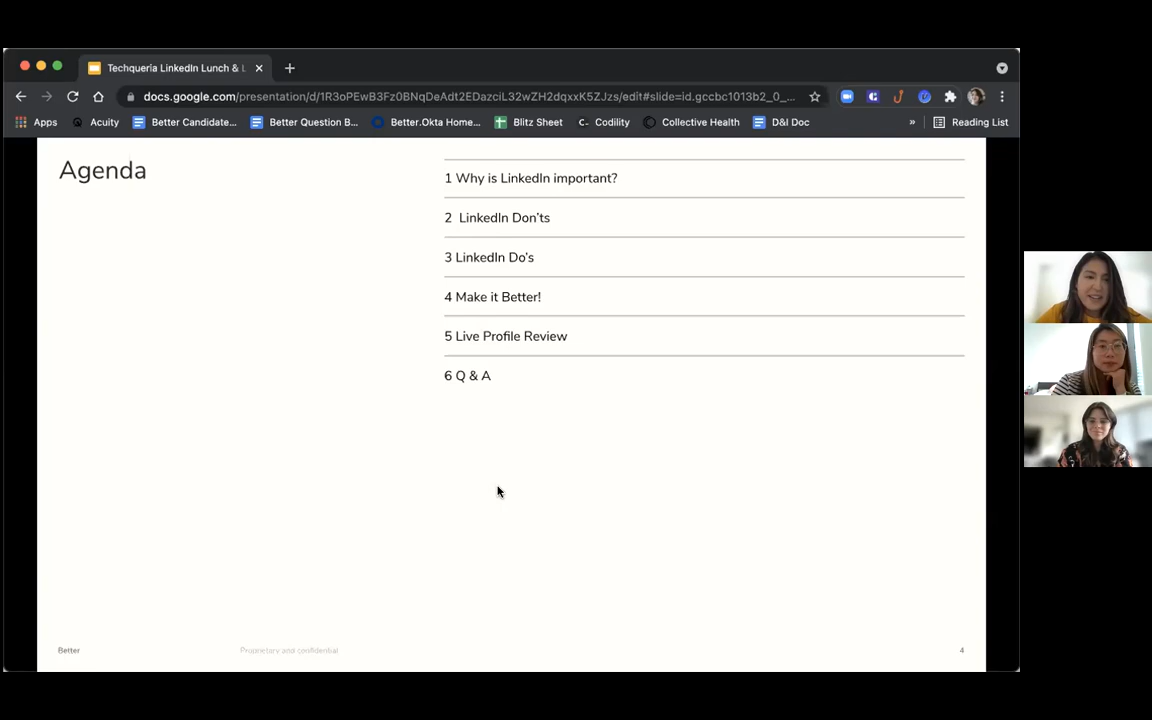 Techqueria LinkedIn Lunch & L
docs.google.com/presentation/d/1R3oPEwB3Fz0BNqDeAdt2EDazciL32wZH2dqxxK5ZJzs/edit#slide=id.gccbc1013b2_0_...
Apps Acuity Better Candidate... Better Question B... Better.Okta Home... Blitz Sheet Codility Collective Health D&I Doc » Reading List
Agenda
1 Why is LinkedIn important?
2 LinkedIn Don'ts
3 LinkedIn Do's
4 Make it Better!
5 Live Profile Review
6 Q & A
Better Proprietary and confidential 4